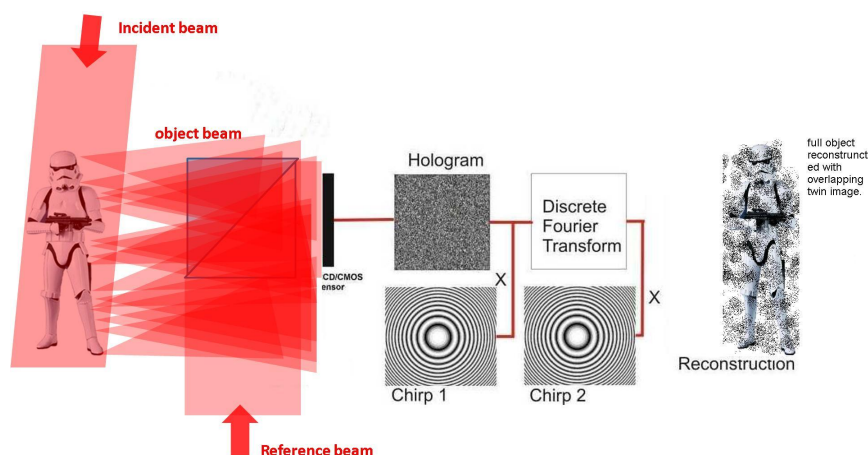 Incident beam
object beam
CD/CMOS
ensor
Reference beam
Hologram
X
Chirp 1
Discrete
Fourier
Transform
X
Chirp 2
Reconstruction
full object
reconstruct
ed with
overlapping
twin image.